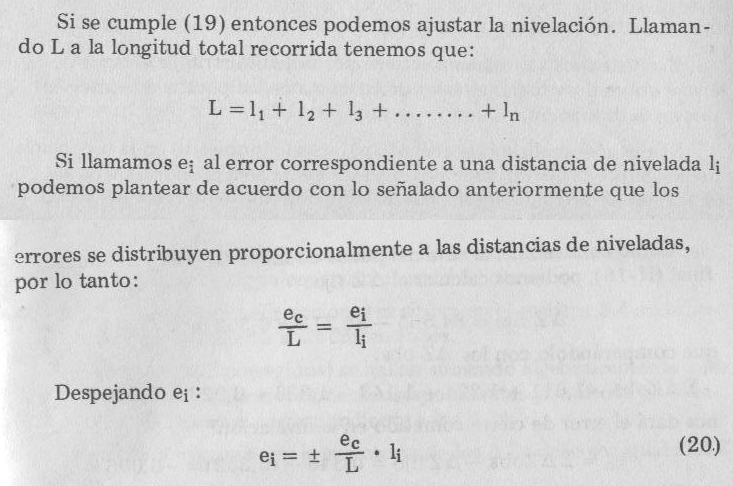 Si se cumple (19) entonces podemos ajustar la nivelación. Llaman-
do L a la longitud total recorrida tenemos que:
L = l₁ + l₂ + l₃ + ........ + lₙ
Si llamamos eᵢ al error correspondiente a una distancia de nivelada lᵢ
podemos plantear de acuerdo con lo señalado anteriormente que los
errores se distribuyen proporcionalmente a las distancias de niveladas,
por lo tanto:
e_c/L = eᵢ/lᵢ
Despejando eᵢ :
eᵢ = ± e_c/L · lᵢ (20.)